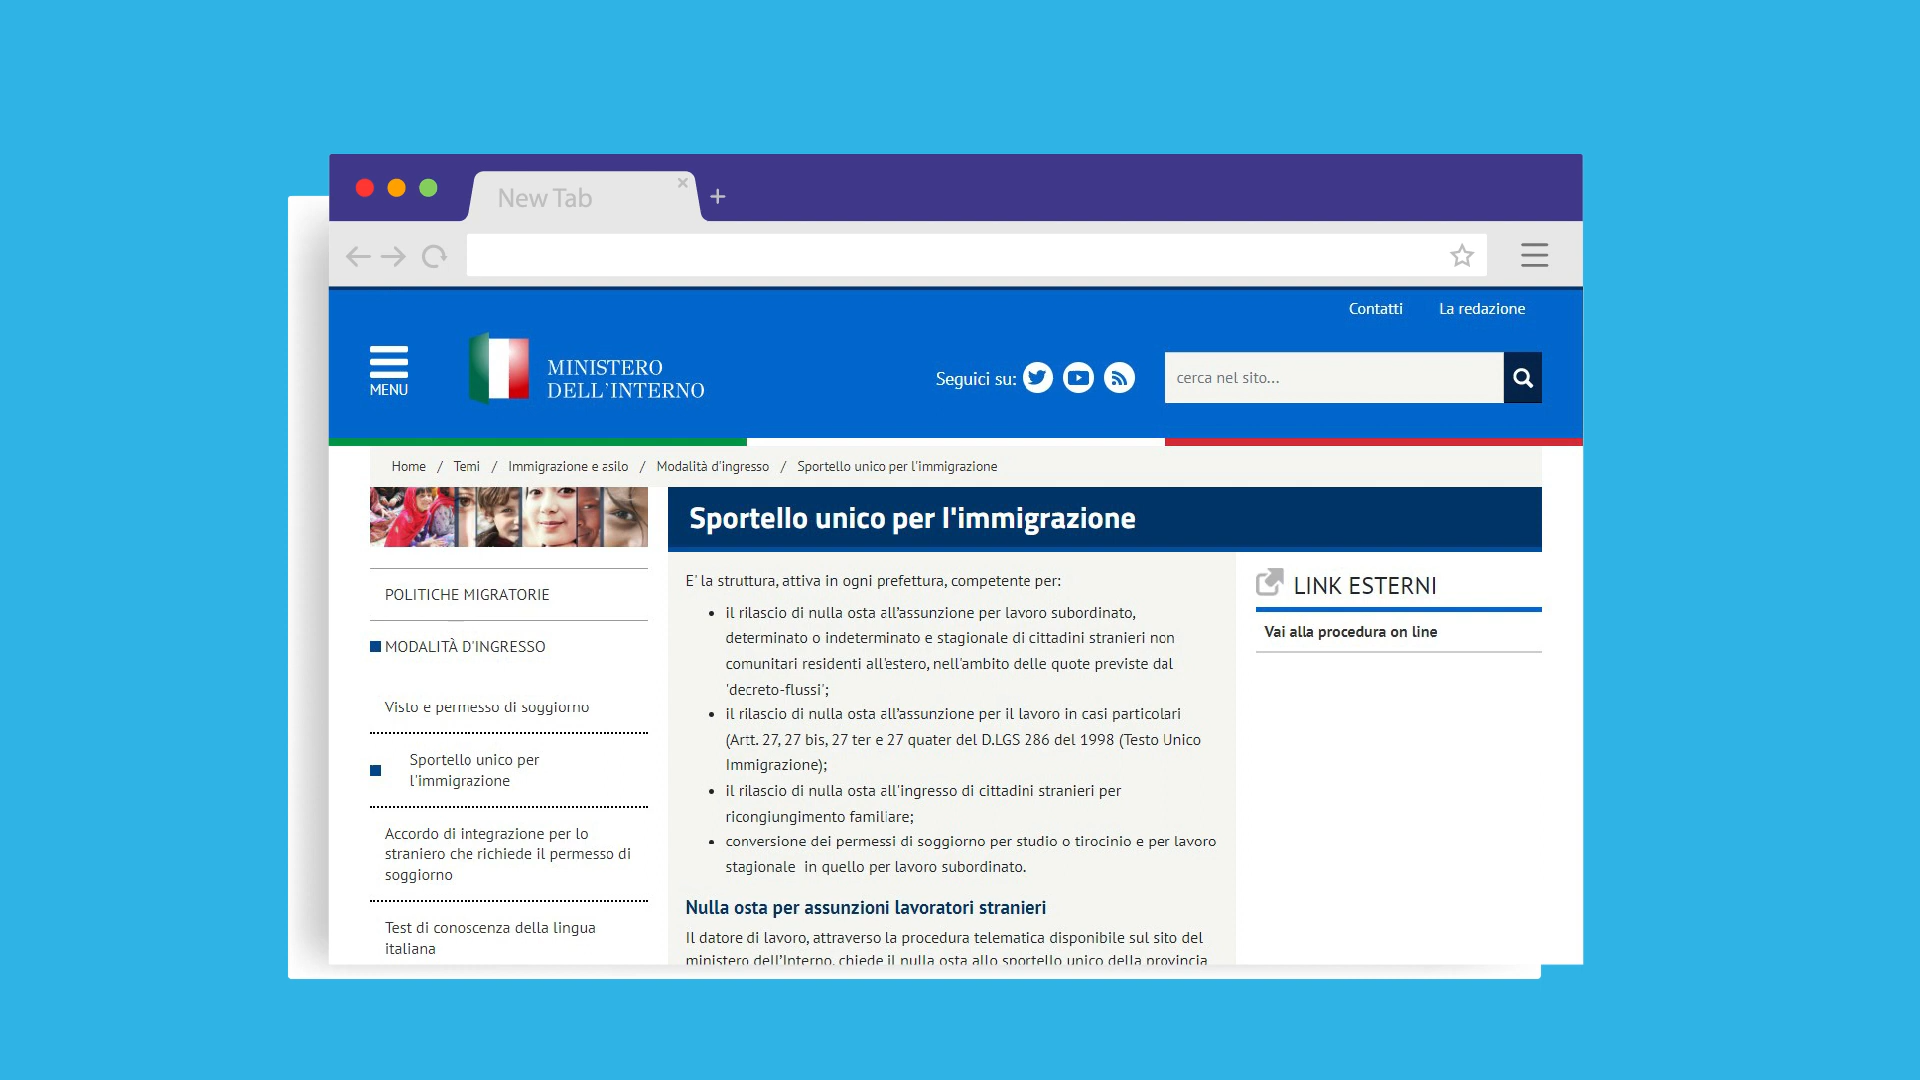 New Tab
Contatti La redazione
MENU
MINISTERO
DELL'INTERNO
Seguici su:
cerca nel sito...
Home / Temi / Immigrazione e asilo / Modalità d'ingresso / Sportello unico per l'immigrazione
Sportello unico per l'immigrazione
POLITICHE MIGRATORIE
MODALITÀ D'INGRESSO
Visto e permesso di soggiorno
Sportello unico per
l'immigrazione
Accordo di integrazione per lo
straniero che richiede il permesso di
soggiorno
Test di conoscenza della lingua
italiana
E' la struttura, attiva in ogni prefettura, competente per:
• il rilascio di nulla osta all’assunzione per lavoro subordinato,
determinato o indeterminato e stagionale di cittadini stranieri non
comunitari residenti all'estero, nell'ambito delle quote previste dal
'decreto-flussi';
• il rilascio di nulla osta all’assunzione per il lavoro in casi particolari
(Artt. 27, 27 bis, 27 ter e 27 quater del D.LGS 286 del 1998 (Testo Unico
Immigrazione);
• il rilascio di nulla osta all'ingresso di cittadini stranieri per
ricongiungimento familiare;
• conversione dei permessi di soggiorno per studio o tirocinio e per lavoro
stagionale in quello per lavoro subordinato.
Nulla osta per assunzioni lavoratori stranieri
Il datore di lavoro, attraverso la procedura telematica disponibile sul sito del
ministero dell’Interno, chiede il nulla osta allo sportello unico della provincia
LINK ESTERNI
Vai alla procedura on line